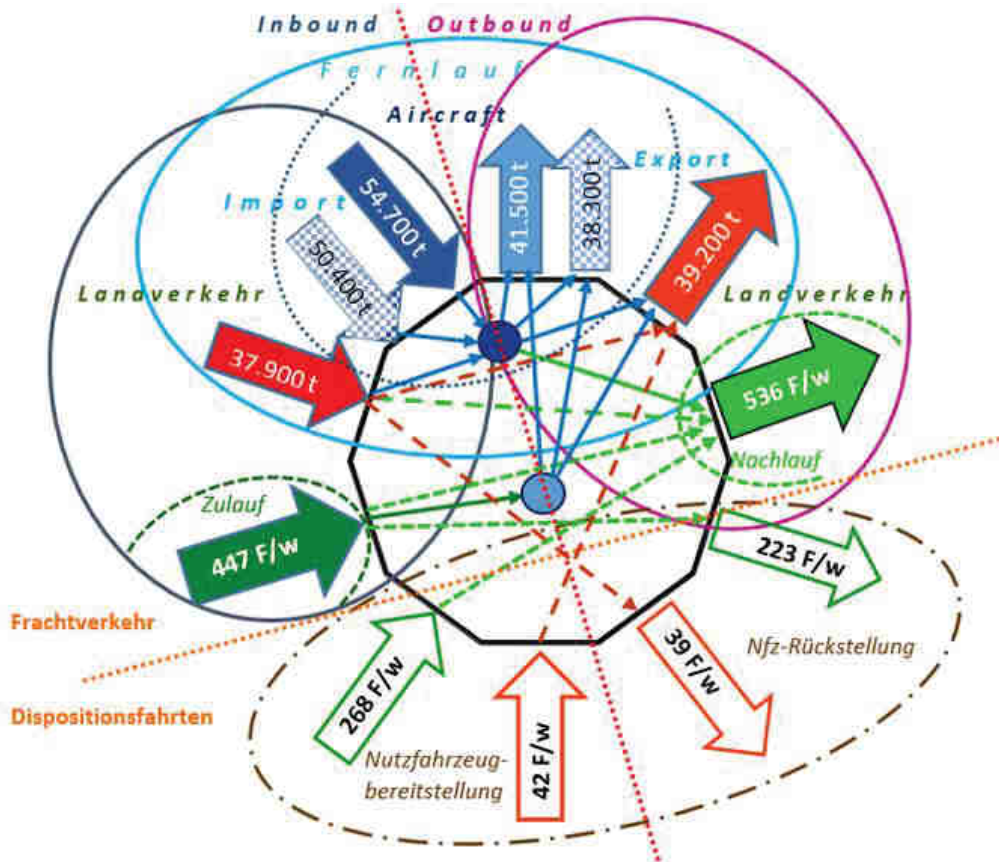 Inbound Outbound
Fernlauf
Aircraft
Export
Import
54.700 t
41.500 t
38.300 t
39.200 t
50.400 t
Landverkehr
Landverkehr
37.900 t
536 F/w
Nachlauf
Zulauf
447 F/w
223 F/w
Frachtverkehr
Dispositionsfahrten
268 F/w
Nutzfahrzeug-
bereitstellung
42 F/w
39 F/w
Nfz-Rückstellung